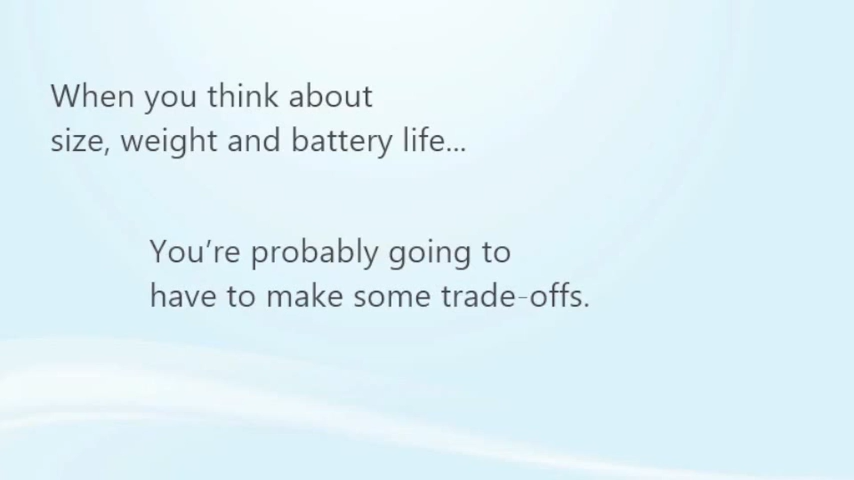 When you think about
size, weight and battery life...
You’re probably going to
have to make some trade-offs.